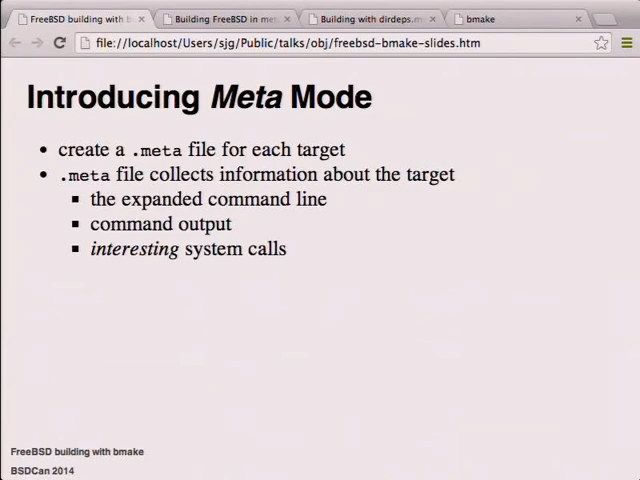 FreeBSD building with b
Building FreeBSD in met
Building with dirdeps.m
bmake
file://localhost/Users/sjg/Public/talks/obj/freebsd-bmake-slides.htm
Introducing Meta Mode
• create a .meta file for each target
• .meta file collects information about the target
▪ the expanded command line
▪ command output
▪ interesting system calls
FreeBSD building with bmake
BSDCan 2014